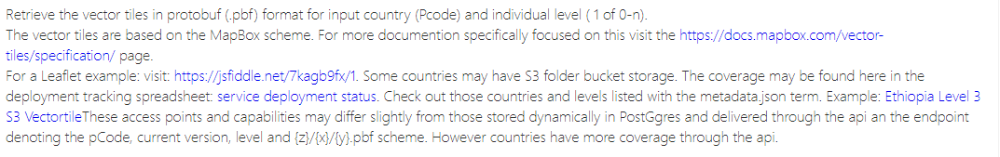 Retrieve the vector tiles in protobuf (.pbf) format for input country (Pcode) and individual level ( 1 of 0-n).
The vector tiles are based on the MapBox scheme. For more documention specifically focused on this visit the https://docs.mapbox.com/vector-
tiles/specification/ page.
For a Leaflet example: visit: https://jsfiddle.net/7kagb9fx/1. Some countries may have S3 folder bucket storage. The coverage may be found here in the
deployment tracking spreadsheet: service deployment status. Check out those countries and levels listed with the metadata.json term. Example: Ethiopia Level 3
S3 VectortileThese access points and capabilities may differ slightly from those stored dynamically in PostGgres and delivered through the api an the endpoint
denoting the pCode, current version, level and {z}/{x}/{y}.pbf scheme. However countries have more coverage through the api.